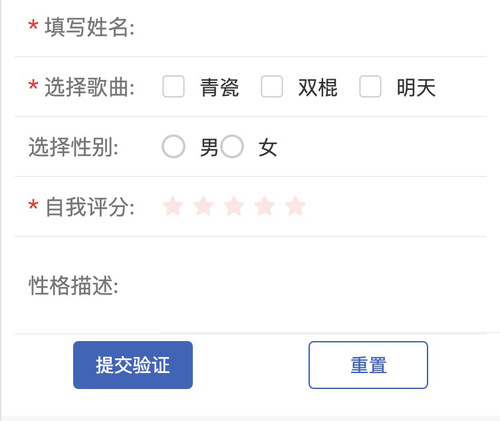 * 填写姓名:
* 选择歌曲: 青瓷 双棍 明天
选择性别: 男 女
* 自我评分:
性格描述:
提交验证 重置